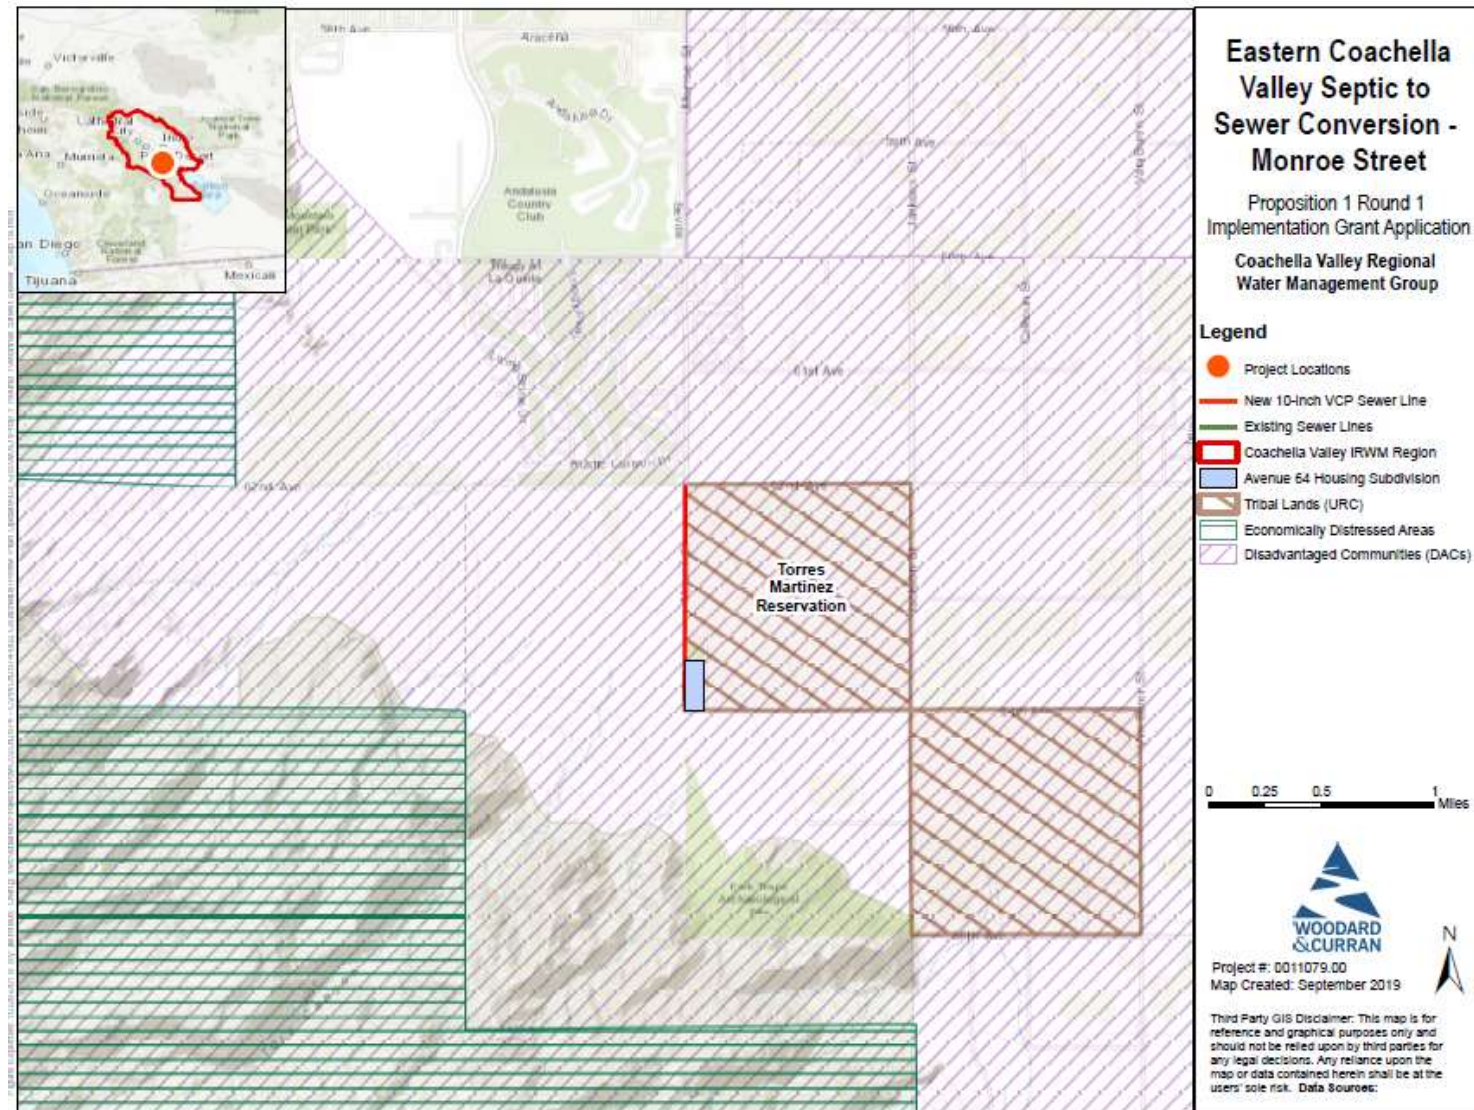 Eastern Coachella
Valley Septic to
Sewer Conversion -
Monroe Street
Proposition 1 Round 1
Implementation Grant Application
Coachella Valley Regional
Water Management Group
Legend
Project Locations
New 10-Inch VCP Sewer Line
Existing Sewer Lines
Coachella Valley IRWM Region
Avenue 64 Housing Subdivision
Tribal Lands (URC)
Economically Distressed Areas
Disadvantaged Communities (DACs)
0 0.25 0.5 1
Miles
WOODARD
&CURRAN
N
Project #: 0011079.00
Map Created: September 2019
Third Party GIS Disclaimer: This map is for
reference and graphical purposes only and
should not be relied upon by third parties for
any legal decisions. Any reliance upon the
map or data contained herein shall be at the
users' sole risk. Data Sources:
Victorville
Murrieta
Oceanside
an Diego
Cleveland
National
Forest
Tijuana
Mexicali
Andalusia
Country
Club
61st Ave
62nd Ave
Torres
Martinez
Reservation